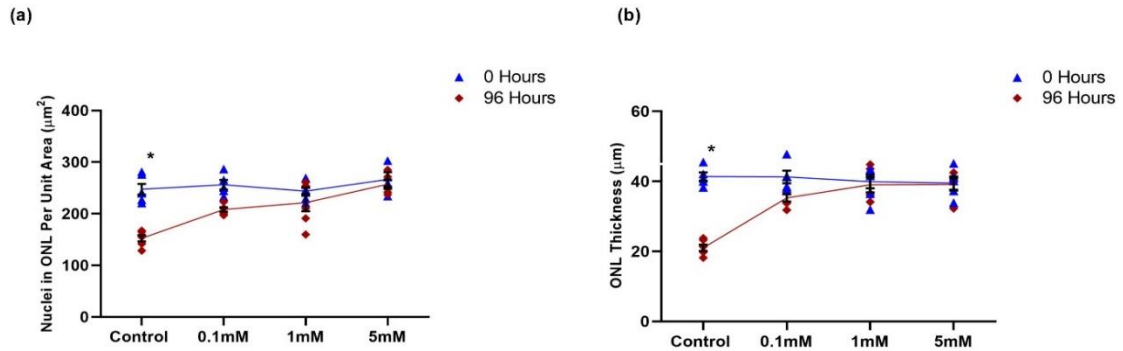 (a)
0 Hours
96 Hours
Nuclei in ONL Per Unit Area (μm²)
400
300
200
100
0
*
Control 0.1mM 1mM 5mM
(b)
0 Hours
96 Hours
ONL Thickness (μm)
60
40
20
0
*
Control 0.1mM 1mM 5mM